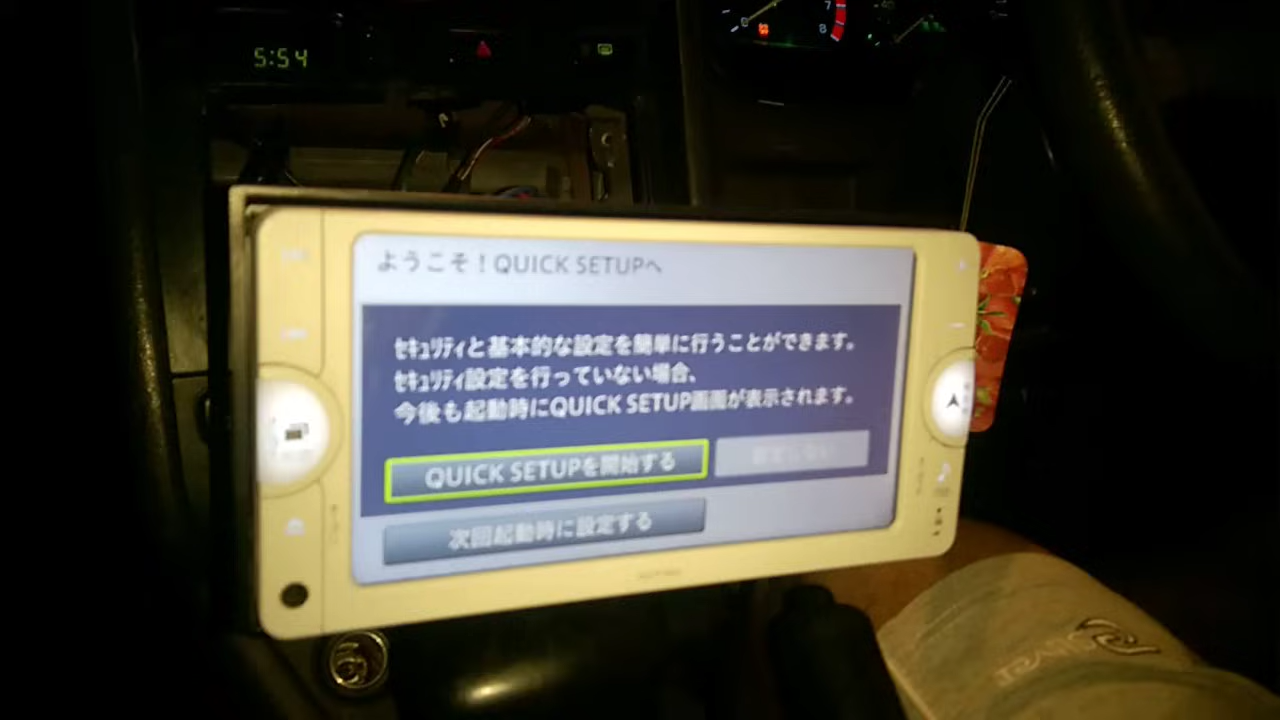 5:54
7
8
ようこそ!QUICK SETUPへ
ｾｷｭﾘﾃｨと基本的な設定を簡単に行うことができます。
ｾｷｭﾘﾃｨ設定を行っていない場合、
今後も起動時にQUICK SETUP画面が表示されます。
QUICK SETUPを開始する
次回起動時に設定する